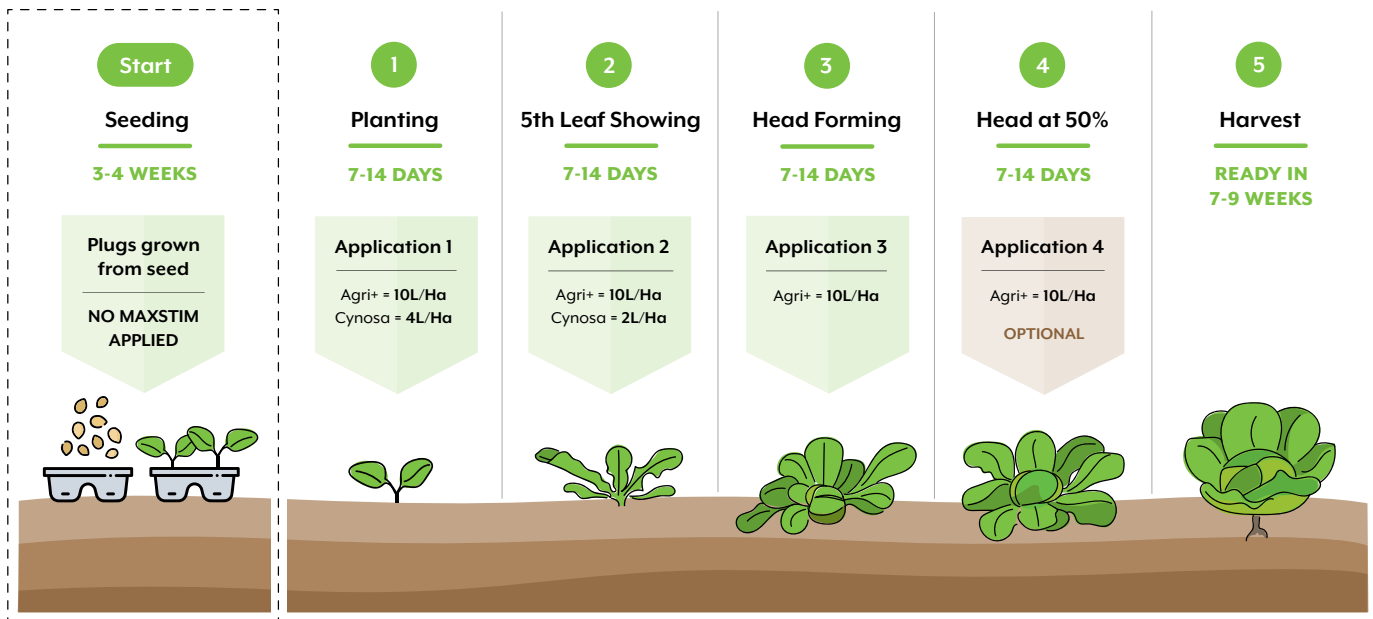 Start
Seeding
3-4 WEEKS
Plugs grown
from seed
NO MAXSTIM
APPLIED
1
Planting
7-14 DAYS
Application 1
Agri+ = 10L/Ha
Cynosa = 4L/Ha
2
5th Leaf Showing
7-14 DAYS
Application 2
Agri+ = 10L/Ha
Cynosa = 2L/Ha
3
Head Forming
7-14 DAYS
Application 3
Agri+ = 10L/Ha
4
Head at 50%
7-14 DAYS
Application 4
Agri+ = 10L/Ha
OPTIONAL
5
Harvest
READY IN
7-9 WEEKS